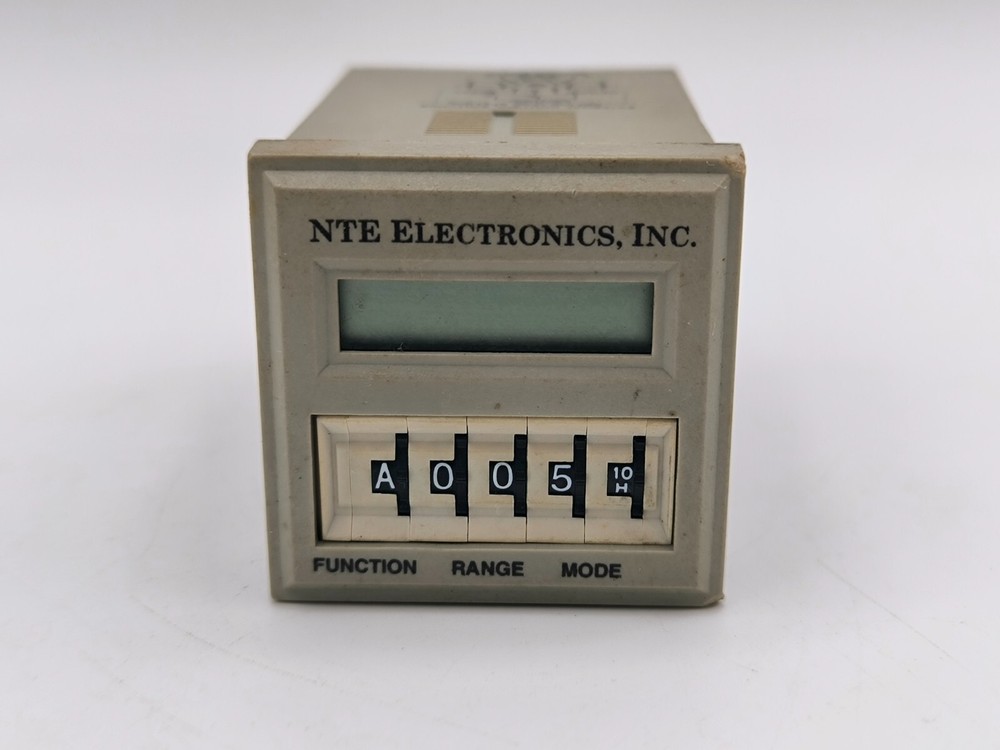 NTE ELECTRONICS, INC.
A 0 0 5 10
H
FUNCTION RANGE MODE